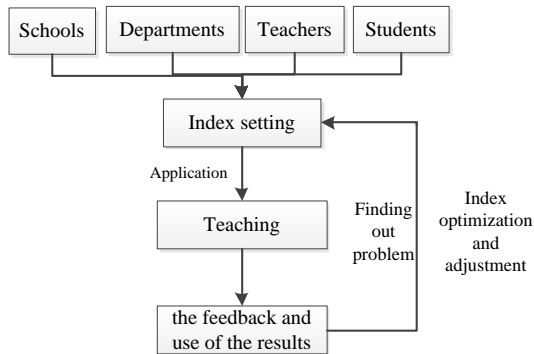 Schools
Departments
Teachers
Students
Index setting
Application
Teaching
Finding
out
problem
Index
optimization
and
adjustment
the feedback and
use of the results